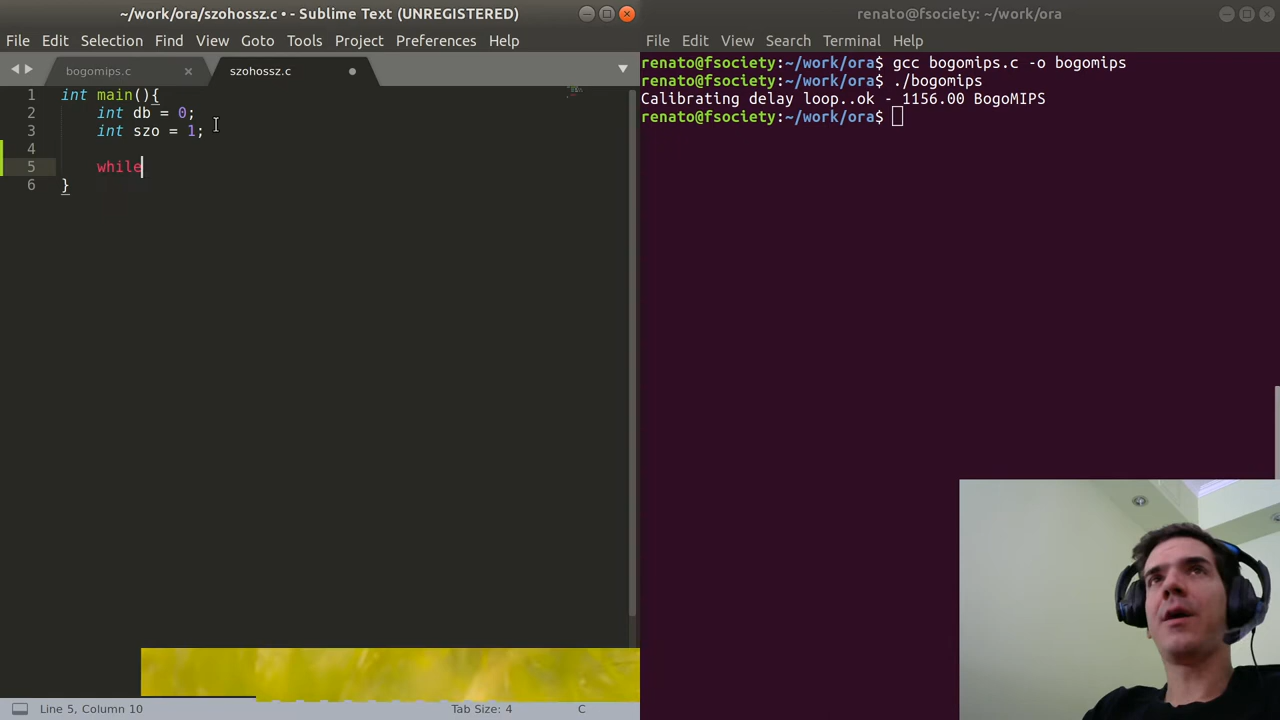 ~/work/ora/szohossz.c • - Sublime Text (UNREGISTERED)
File Edit Selection Find View Goto Tools Project Preferences Help
bogomips.c
szohossz.c
1 int main(){
2 int db = 0;
3 int szo = 1;
4
5 while
6 }
Line 5, Column 10
Tab Size: 4
C
renato@fsociety: ~/work/ora
File Edit View Search Terminal Help
renato@fsociety:~/work/ora$ gcc bogomips.c -o bogomips
renato@fsociety:~/work/ora$ ./bogomips
Calibrating delay loop..ok - 1156.00 BogoMIPS
renato@fsociety:~/work/ora$